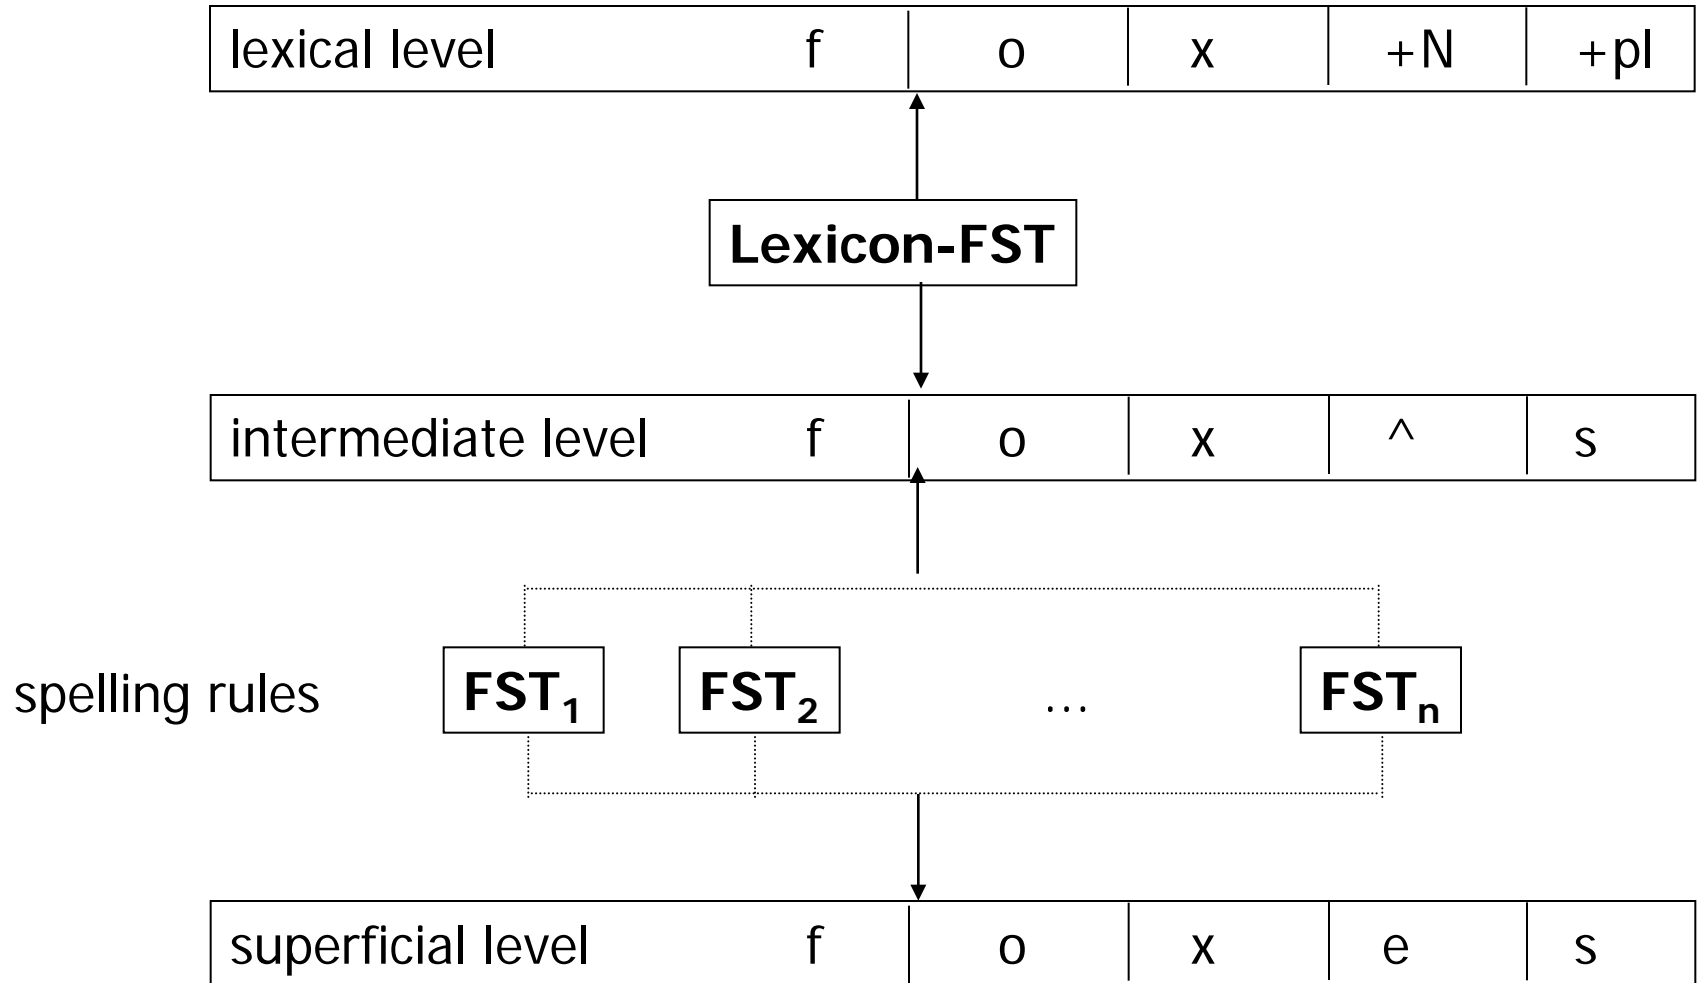 lexical level f o x +N +pl
Lexicon-FST
intermediate level f o x ^ s
spelling rules FST1 FST2 ... FSTn
superficial level f o x e s